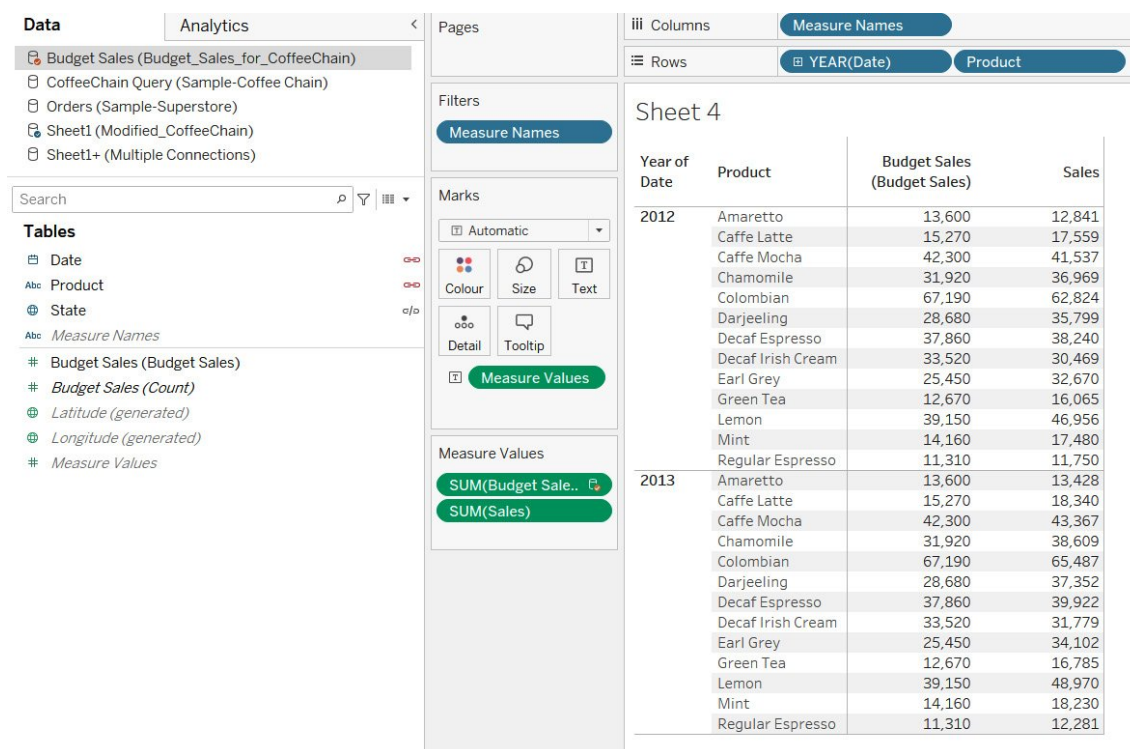 Data
Analytics
Budget Sales (Budget_Sales_for_CoffeeChain)
CoffeeChain Query (Sample-Coffee Chain)
Orders (Sample-Superstore)
Sheet1 (Modified_CoffeeChain)
Sheet1+ (Multiple Connections)
Search
Tables
Date
Abc Product
State
Abc Measure Names
# Budget Sales (Budget Sales)
# Budget Sales (Count)
Latitude (generated)
Longitude (generated)
# Measure Values
Pages
Filters
Measure Names
Marks
T Automatic
Colour Size T Text
Detail Tooltip
T Measure Values
Measure Values
SUM(Budget Sale..
SUM(Sales)
iii Columns Measure Names
Rows YEAR(Date) Product
Sheet 4
Year of Date Product Budget Sales (Budget Sales) Sales
2012 Amaretto 13,600 12,841
Caffe Latte 15,270 17,559
Caffe Mocha 42,300 41,537
Chamomile 31,920 36,969
Colombian 67,190 62,824
Darjeeling 28,680 35,799
Decaf Espresso 37,860 38,240
Decaf Irish Cream 33,520 30,469
Earl Grey 25,450 32,670
Green Tea 12,670 16,065
Lemon 39,150 46,956
Mint 14,160 17,480
Regular Espresso 11,310 11,750
2013 Amaretto 13,600 13,428
Caffe Latte 15,270 18,340
Caffe Mocha 42,300 43,367
Chamomile 31,920 38,609
Colombian 67,190 65,487
Darjeeling 28,680 37,352
Decaf Espresso 37,860 39,922
Decaf Irish Cream 33,520 31,779
Earl Grey 25,450 34,102
Green Tea 12,670 16,785
Lemon 39,150 48,970
Mint 14,160 18,230
Regular Espresso 11,310 12,281